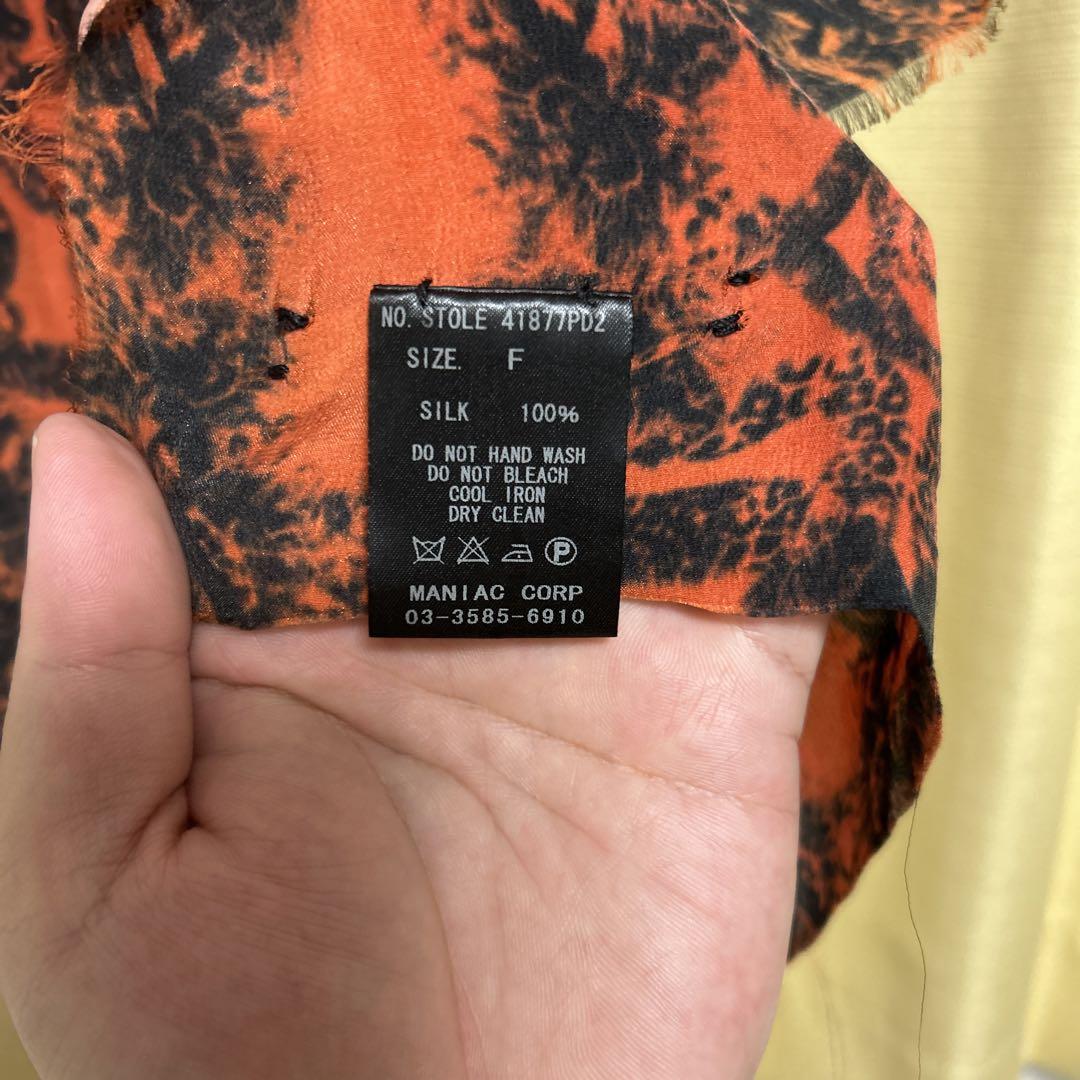 NO. STOLE 41877PD2
SIZE. F
SILK 100%
DO NOT HAND WASH
DO NOT BLEACH
COOL IRON
DRY CLEAN
P
MANIAC CORP
03-3585-6910